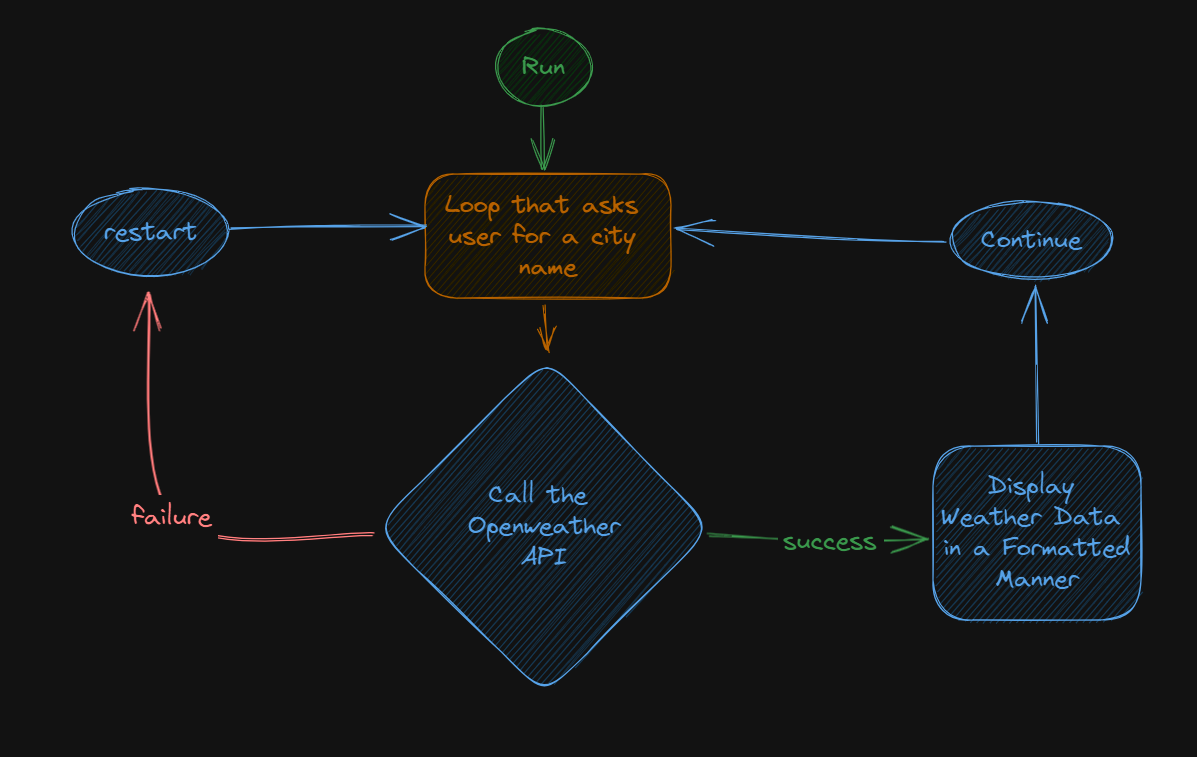 Run
Loop that asks
user for a city
name
restart
Continue
Call the
Openweather
API
failure
success
Display
Weather Data
in a Formatted
Manner